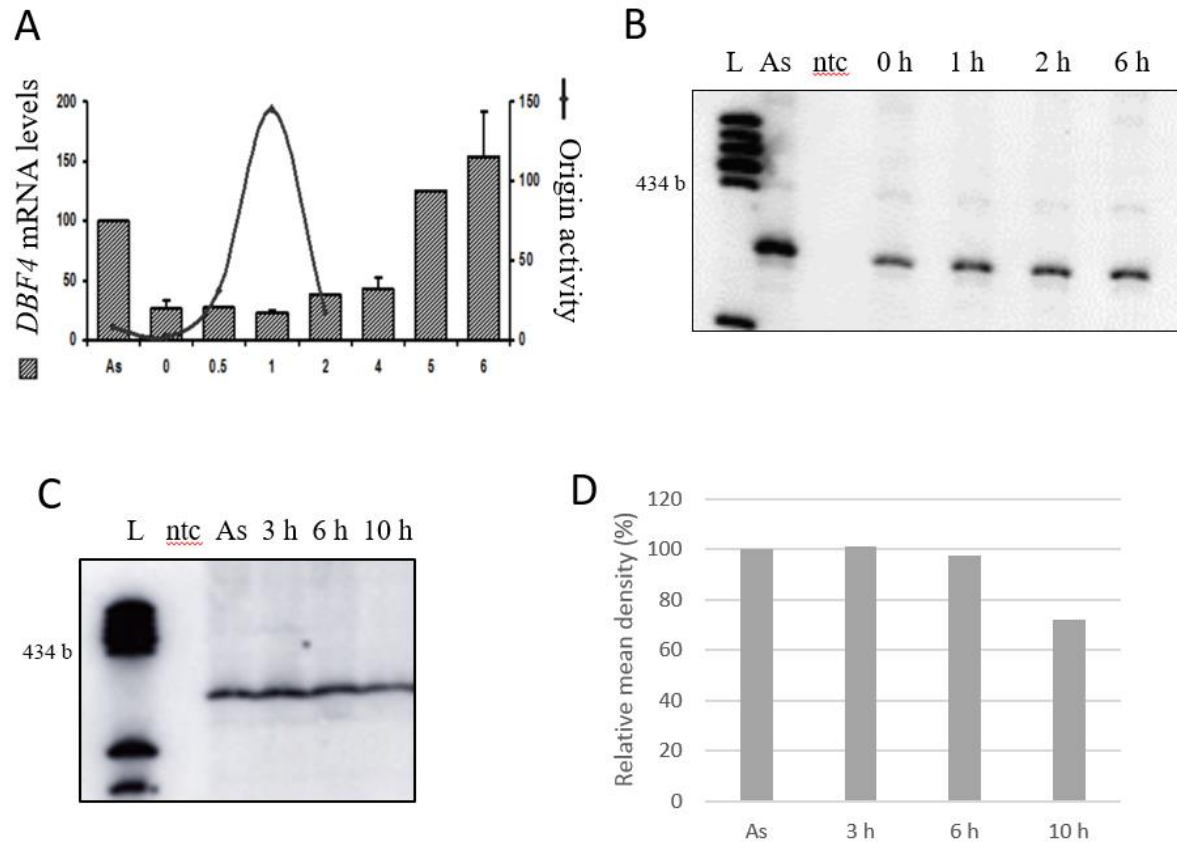 A
DBF4 mRNA levels
200
150
100
50
0
150
100
50
0
Origin activity
As 0 0.5 1 2 4 5 6
B
L As ntc 0 h 1 h 2 h 6 h
434 b
C
L ntc As 3 h 6 h 10 h
434 b
D
Relative mean density (%)
120
100
80
60
40
20
0
As 3 h 6 h 10 h